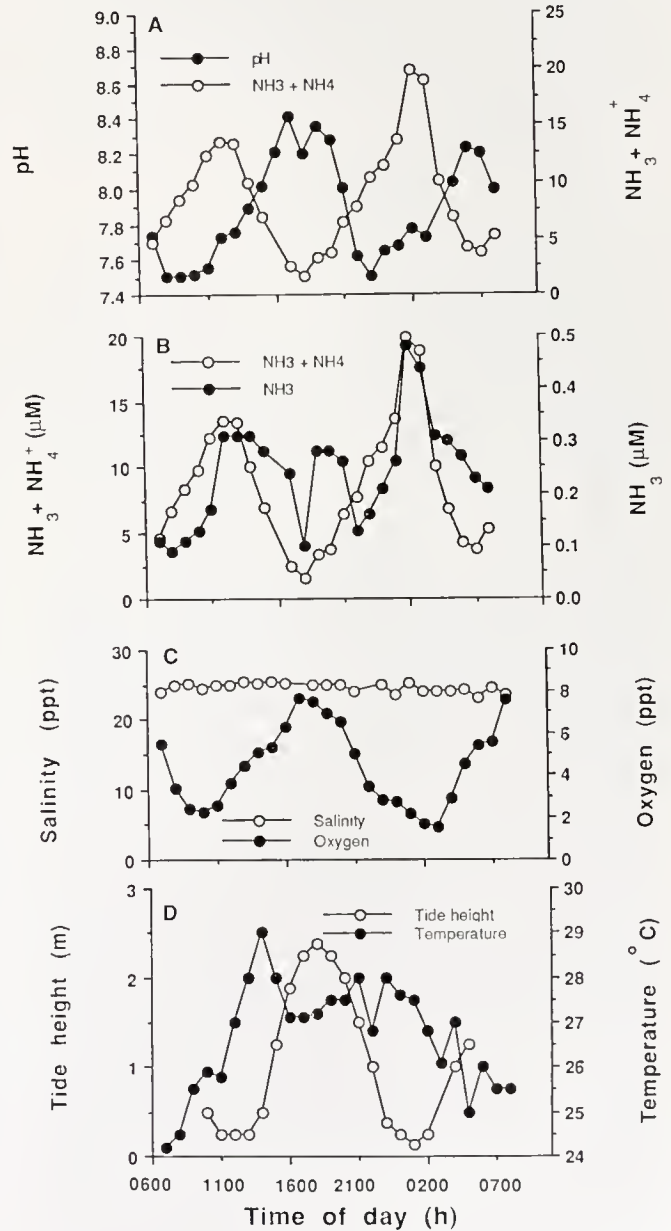 A
pH
NH3 + NH4
9.0
8.8
8.6
8.4
8.2
8.0
7.8
7.6
7.4
pH
25
20
15
10
5
0
NH₃ + NH₄⁺
B
NH3 + NH4
NH3
20
15
10
5
0
NH₃ + NH₄⁺ (µM)
0.5
0.4
0.3
0.2
0.1
0.0
NH₃ (µM)
C
Salinity
Oxygen
30
25
20
15
10
5
0
Salinity (ppt)
10
8
6
4
2
0
Oxygen (ppt)
D
Tide height
Temperature
3
2
1
0
Tide height (m)
30
29
28
27
26
25
24
Temperature (°C)
0600 1100 1600 2100 0200 0700
Time of day (h)